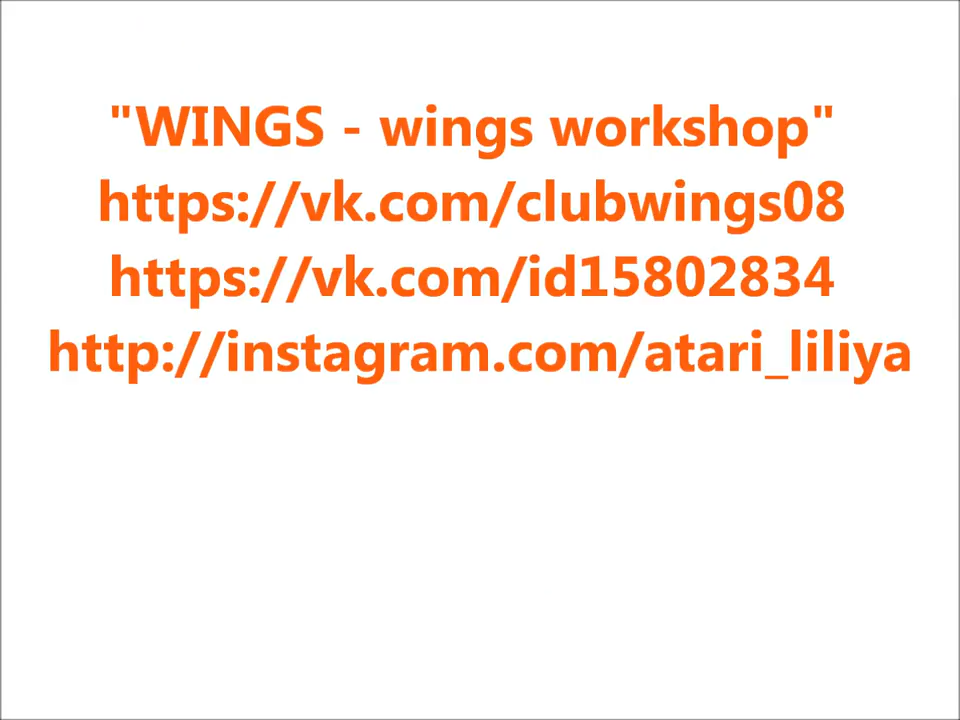 "WINGS - wings workshop"
https://vk.com/clubwings08
https://vk.com/id15802834
http://instagram.com/atari_liliya